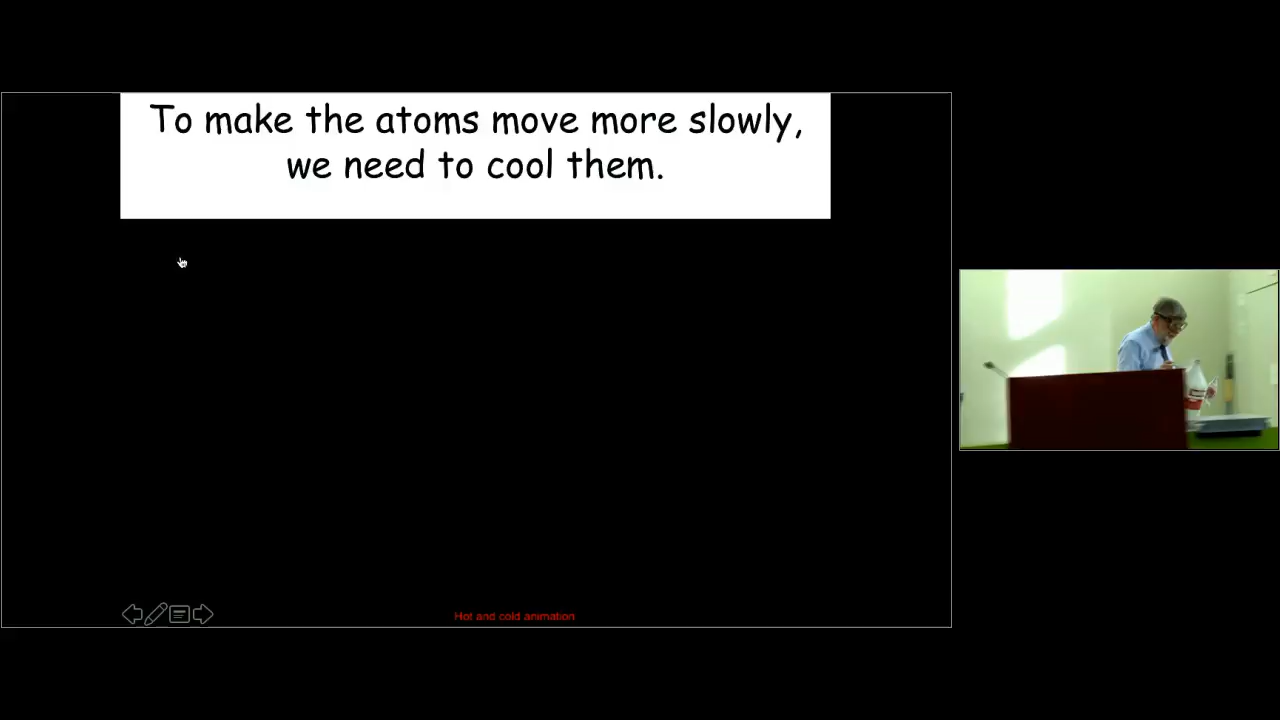 To make the atoms move more slowly,
we need to cool them.
Hot and cold animation